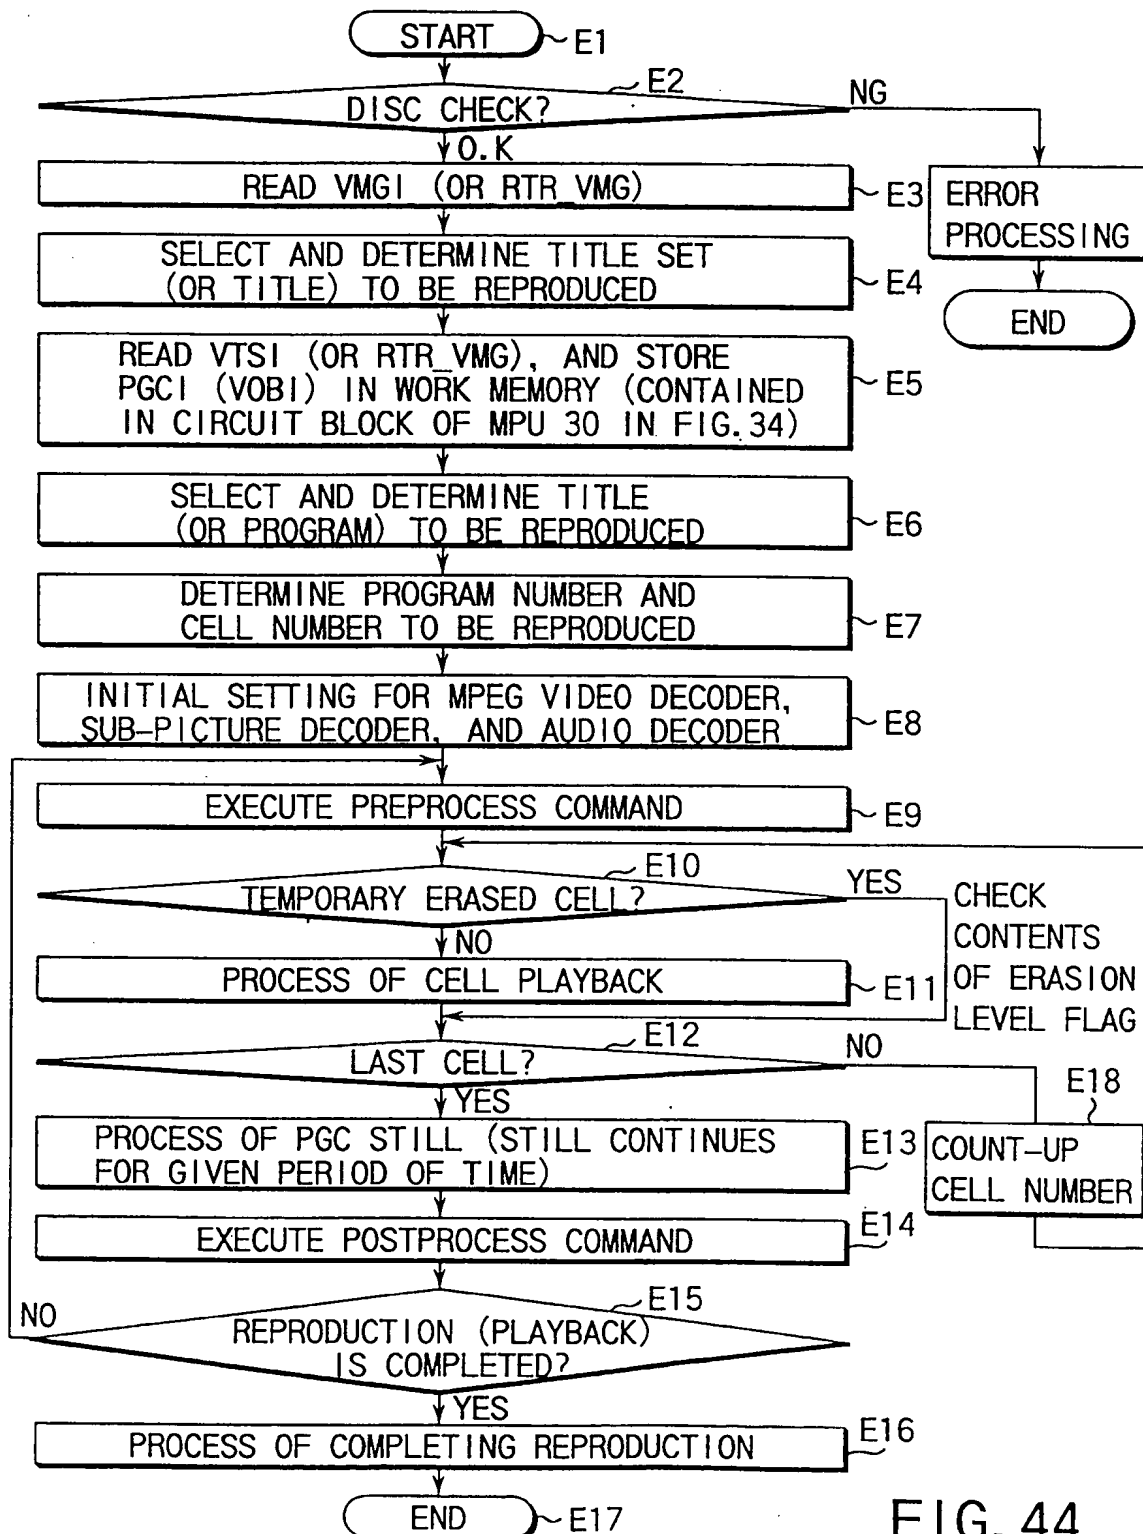 START
E1
E2
DISC CHECK?
NG
O.K
READ VMGI (OR RTR_VMG)
E3
ERROR
PROCESSING
END
SELECT AND DETERMINE TITLE SET
(OR TITLE) TO BE REPRODUCED
E4
READ VTSI (OR RTR_VMG), AND STORE
PGCI (VOBI) IN WORK MEMORY (CONTAINED
IN CIRCUIT BLOCK OF MPU 30 IN FIG.34)
E5
SELECT AND DETERMINE TITLE
(OR PROGRAM) TO BE REPRODUCED
E6
DETERMINE PROGRAM NUMBER AND
CELL NUMBER TO BE REPRODUCED
E7
INITIAL SETTING FOR MPEG VIDEO DECODER,
SUB-PICTURE DECODER, AND AUDIO DECODER
E8
EXECUTE PREPROCESS COMMAND
E9
E10
TEMPORARY ERASED CELL?
YES
NO
CHECK
CONTENTS
OF ERASION
LEVEL FLAG
PROCESS OF CELL PLAYBACK
E11
E12
LAST CELL?
NO
YES
E18
COUNT-UP
CELL NUMBER
PROCESS OF PGC STILL (STILL CONTINUES
FOR GIVEN PERIOD OF TIME)
E13
EXECUTE POSTPROCESS COMMAND
E14
E15
NO
REPRODUCTION (PLAYBACK)
IS COMPLETED?
YES
PROCESS OF COMPLETING REPRODUCTION
E16
END
E17
FIG. 44